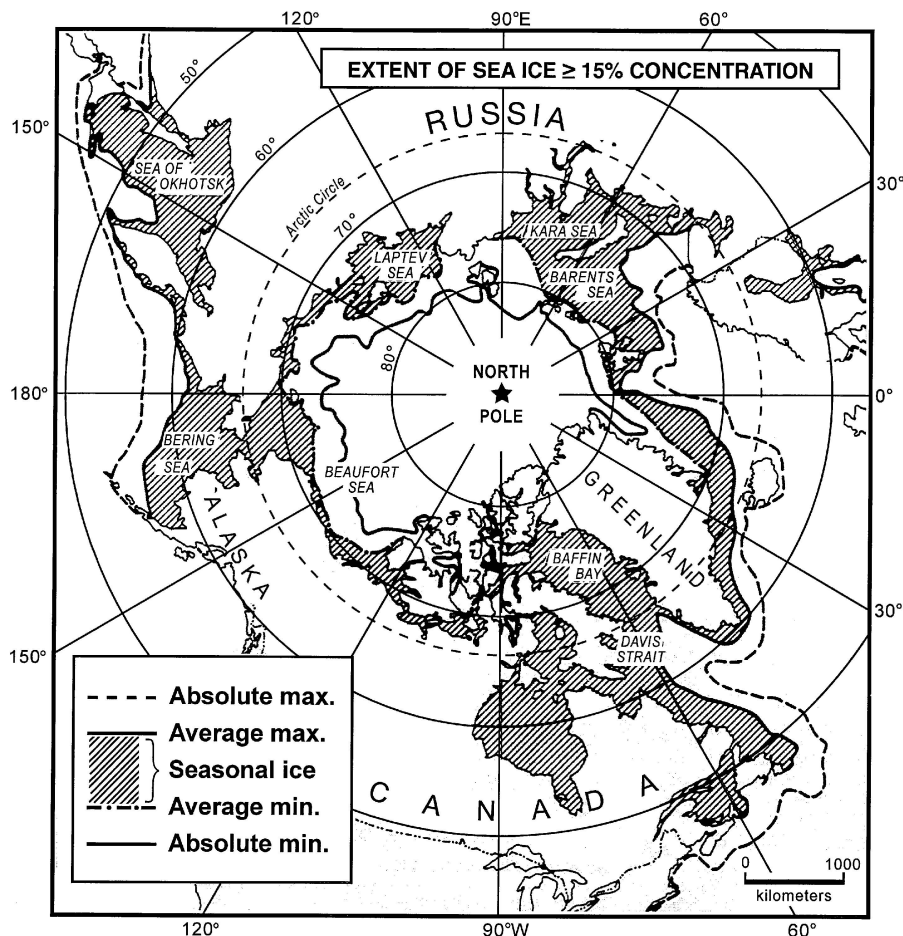 120°
90°E
60°
EXTENT OF SEA ICE ≥ 15% CONCENTRATION
50°
150°
RUSSIA
60°
30°
SEA OF
OKHOTSK
Arctic Circle
70°
KARA SEA
LAPTEV
SEA
BARENTS
SEA
80°
NORTH
POLE
180°
0°
BERING
SEA
BEAUFORT
SEA
GREENLAND
ALASKA
BAFFIN
BAY
30°
DAVIS
STRAIT
150°
Absolute max.
Average max.
Seasonal ice
Average min.
Absolute min.
CANADA
0 1000
kilometers
120°
90°W
60°